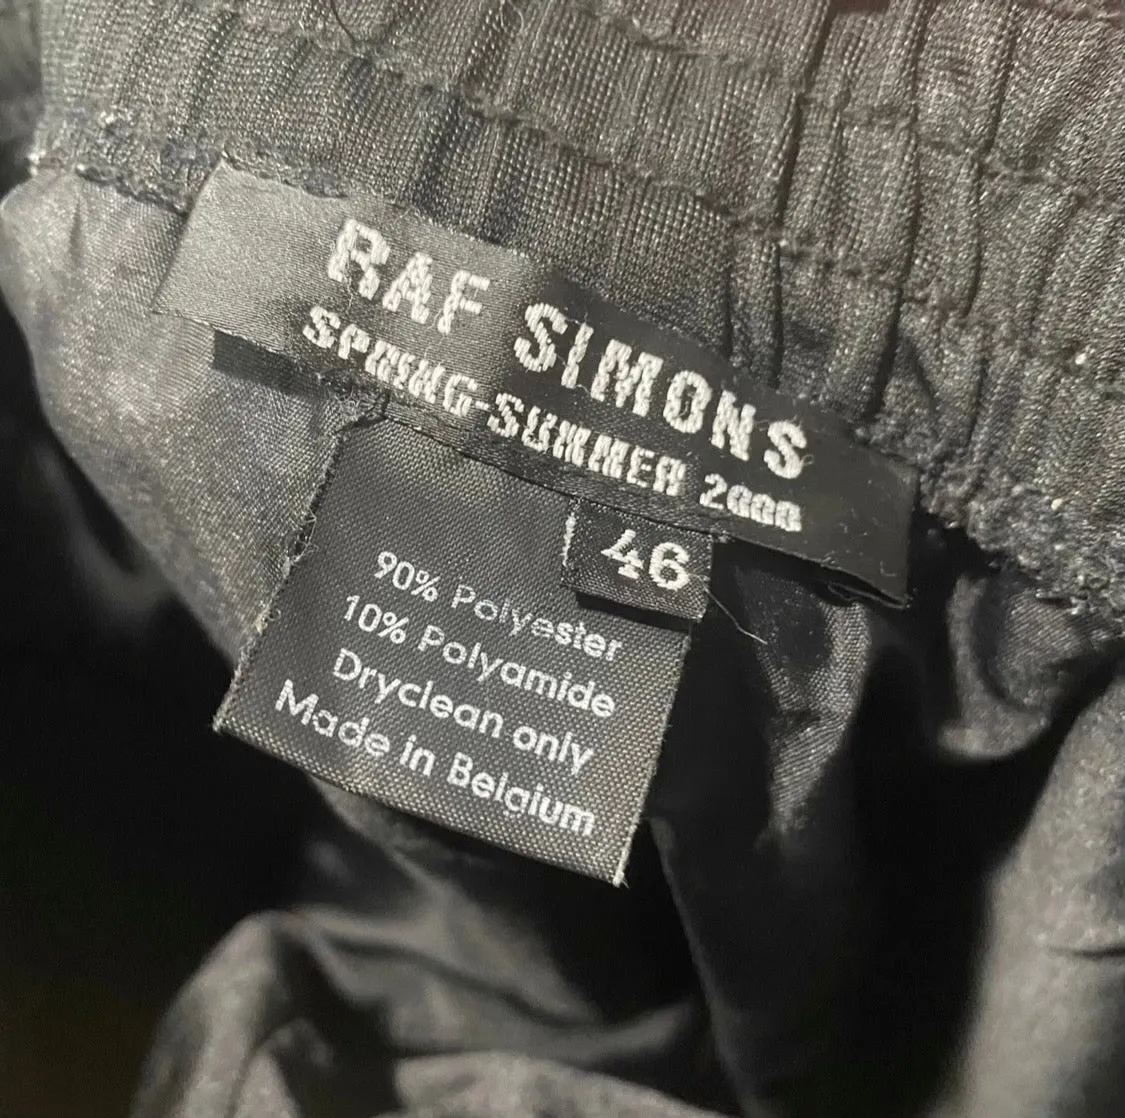 RAF SIMONS
SPRING-SUMMER 2000
46
90% Polyester
10% Polyamide
Dryclean only
Made in Belgium